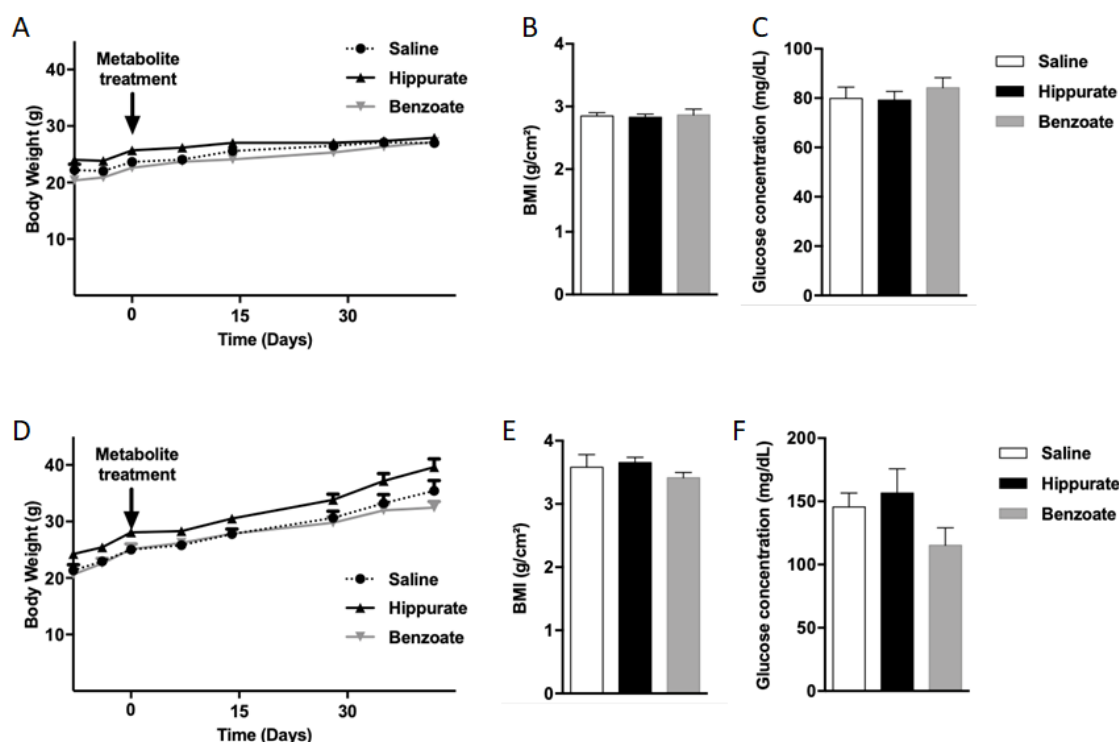 A
Metabolite
treatment
Saline
Hippurate
Benzoate
Body Weight (g)
40
30
20
10
0
15
30
Time (Days)
B
BMI (g/cm²)
4
3
2
1
0
C
Glucose concentration (mg/dL)
100
80
60
40
20
0
Saline
Hippurate
Benzoate
D
Metabolite
treatment
Body Weight (g)
40
30
20
10
Saline
Hippurate
Benzoate
0
15
30
Time (Days)
E
BMI (g/cm²)
4
3
2
1
0
F
Glucose concentration (mg/dL)
200
150
100
50
0
Saline
Hippurate
Benzoate